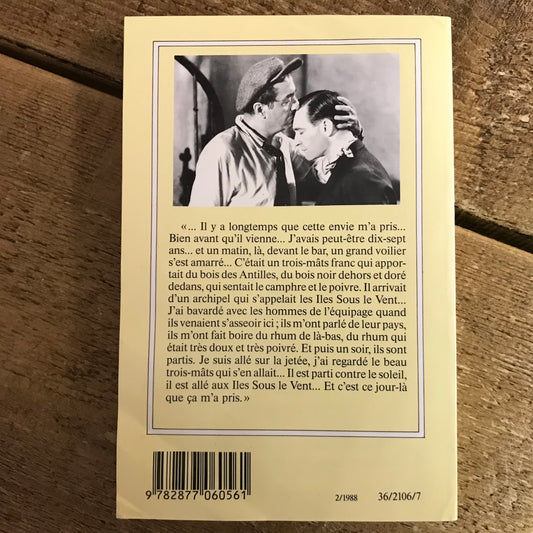 «... Il y a longtemps que cette envie m'a pris...
Bien avant qu'il vienne... J'avais peut-être dix-sept
ans... et un matin, là, devant le bar, un grand voilier
s'est amarré... C'était un trois-mâts franc qui appor-
tait du bois des Antilles, du bois noir dehors et doré
dedans, qui sentait le camphre et le poivre. Il arrivait
d'un archipel qui s'appelait les Iles Sous le Vent...
J'ai bavardé avec les hommes de l'équipage quand
ils venaient s'asseoir ici ; ils m'ont parlé de leur pays,
ils m'ont fait boire du rhum de là-bas, du rhum qui
était très doux et très poivré. Et puis un soir, ils sont
partis. Je suis allé sur la jetée, j'ai regardé le beau
trois-mâts qui s'en allait... Il est parti contre le soleil,
il est allé aux Iles Sous le Vent... Et c'est ce jour-là
que ça m'a pris.»
9 782877 060561
2/1988
36/2106/7